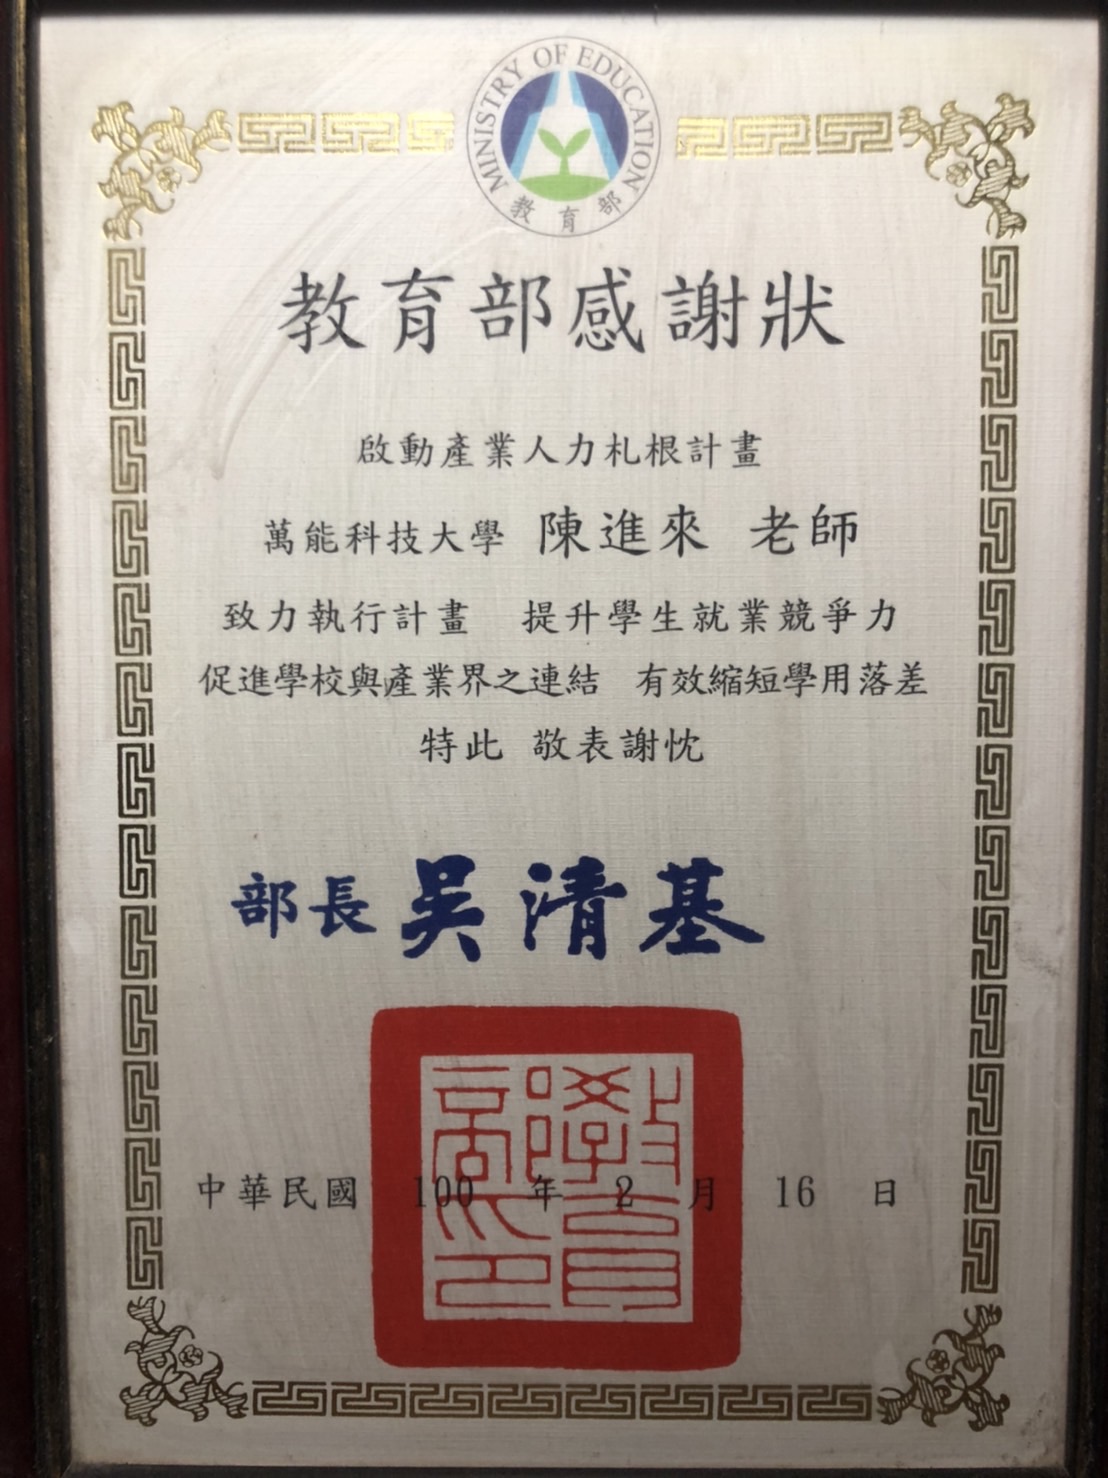 MINISTRY OF EDUCATION
教育部
教育部感謝狀
啟動產業人力札根計畫
萬能科技大學 陳進來 老師
致力執行計畫 提升學生就業競爭力
促進學校與產業界之連結 有效縮短學用落差
特此 敬表謝忱
部長 吳清基
教育部印
中華民國 100 年 2 月 16 日